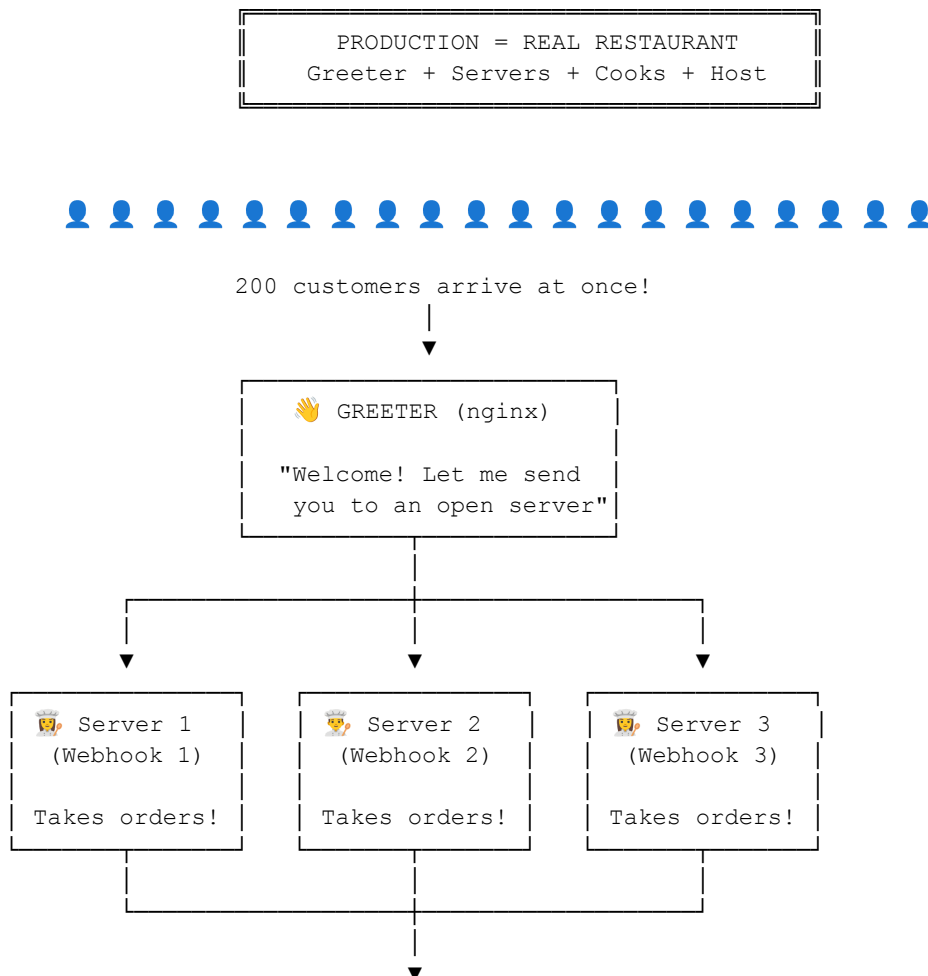 PRODUCTION = REAL RESTAURANT
Greeter + Servers + Cooks + Host
200 customers arrive at once!
GREETER (nginx)
"Welcome! Let me send
you to an open server"
Server 1
(Webhook 1)
Takes orders!
Server 2
(Webhook 2)
Takes orders!
Server 3
(Webhook 3)
Takes orders!